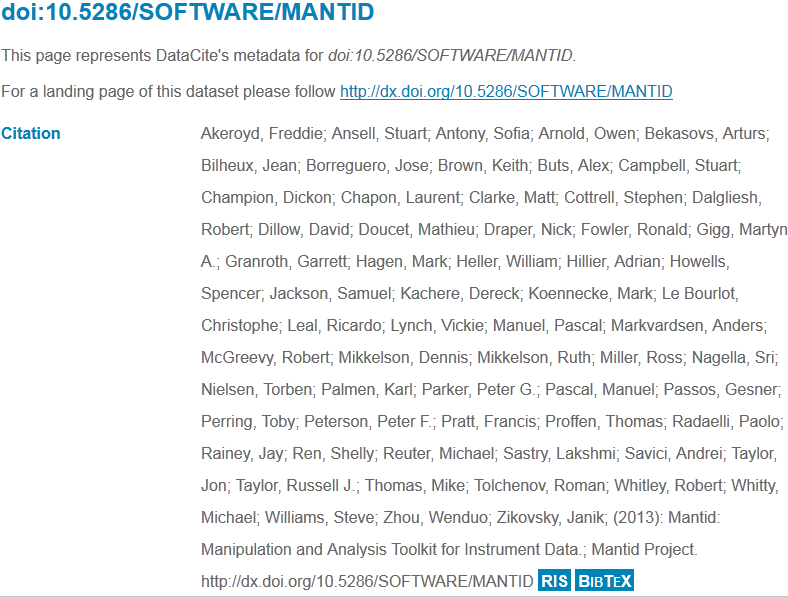 doi:10.5286/SOFTWARE/MANTID
This page represents DataCite's metadata for doi:10.5286/SOFTWARE/MANTID.
For a landing page of this dataset please follow http://dx.doi.org/10.5286/SOFTWARE/MANTID
Citation Akeroyd, Freddie; Ansell, Stuart; Antony, Sofia; Arnold, Owen; Bekasovs, Arturs;
Bilheux, Jean; Borreguero, Jose; Brown, Keith; Buts, Alex; Campbell, Stuart;
Champion, Dickon; Chapon, Laurent; Clarke, Matt; Cottrell, Stephen; Dalgliesh,
Robert; Dillow, David; Doucet, Mathieu; Draper, Nick; Fowler, Ronald; Gigg, Martyn
A.; Granroth, Garrett; Hagen, Mark; Heller, William; Hillier, Adrian; Howells,
Spencer; Jackson, Samuel; Kachere, Dereck; Koennecke, Mark; Le Bourlot,
Christophe; Leal, Ricardo; Lynch, Vickie; Manuel, Pascal; Markvardsen, Anders;
McGreevy, Robert; Mikkelson, Dennis; Mikkelson, Ruth; Miller, Ross; Nagella, Sri;
Nielsen, Torben; Palmen, Karl; Parker, Peter G.; Pascal, Manuel; Passos, Gesner;
Perring, Toby; Peterson, Peter F.; Pratt, Francis; Proffen, Thomas; Radaelli, Paolo;
Rainey, Jay; Ren, Shelly; Reuter, Michael; Sastry, Lakshmi; Savici, Andrei; Taylor,
Jon; Taylor, Russell J.; Thomas, Mike; Tolchenov, Roman; Whitley, Robert; Whitty,
Michael; Williams, Steve; Zhou, Wenduo; Zikovsky, Janik; (2013): Mantid:
Manipulation and Analysis Toolkit for Instrument Data.; Mantid Project.
http://dx.doi.org/10.5286/SOFTWARE/MANTID RIS BIBTEX